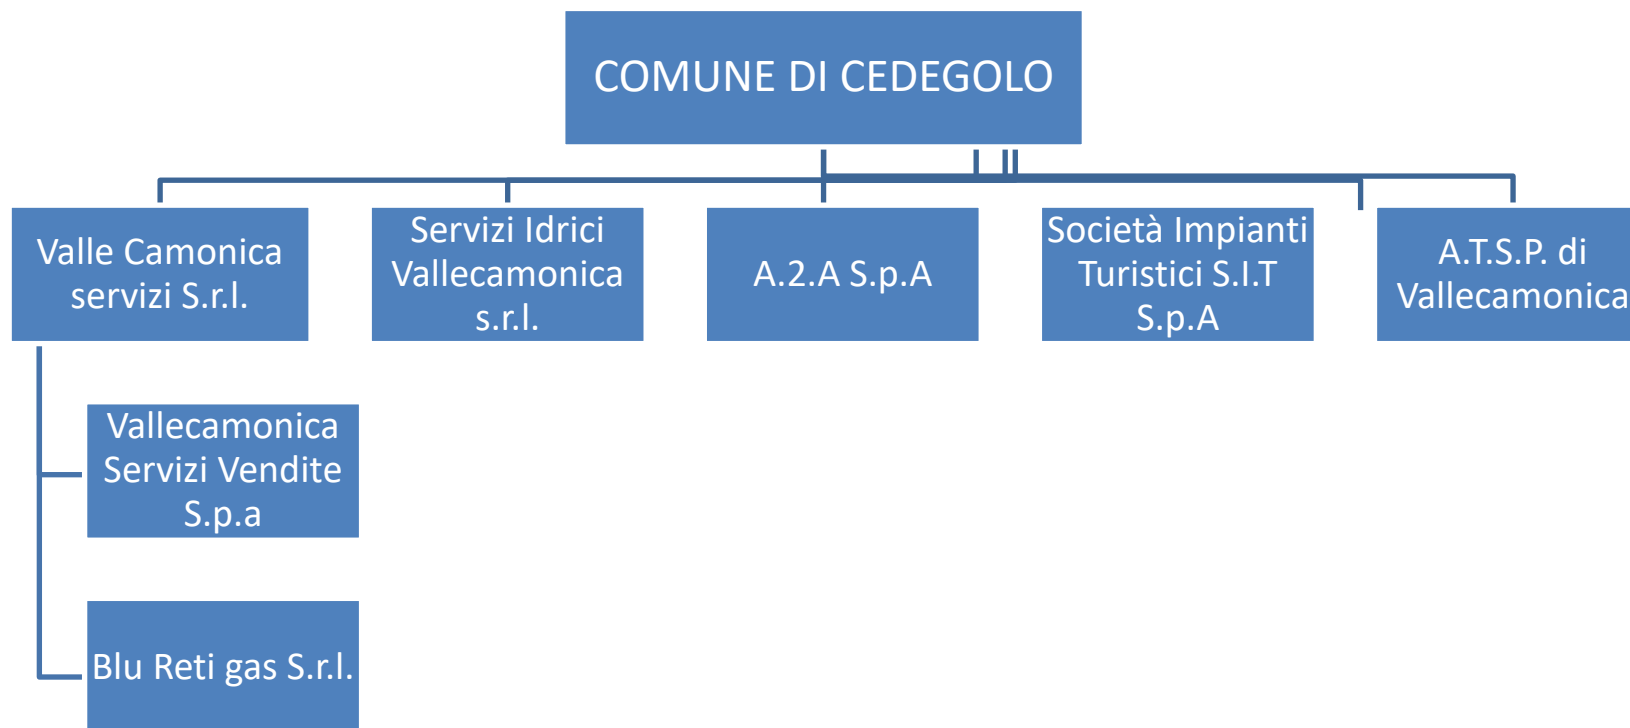 COMUNE DI CEDEGOLO
Valle Camonica
servizi S.r.l.
Servizi Idrici
Vallecamonica
s.r.l.
A.2.A S.p.A
Società Impianti
Turistici S.I.T
S.p.A
A.T.S.P. di
Vallecamonica
Vallecamonica
Servizi Vendite
S.p.a
Blu Reti gas S.r.l.